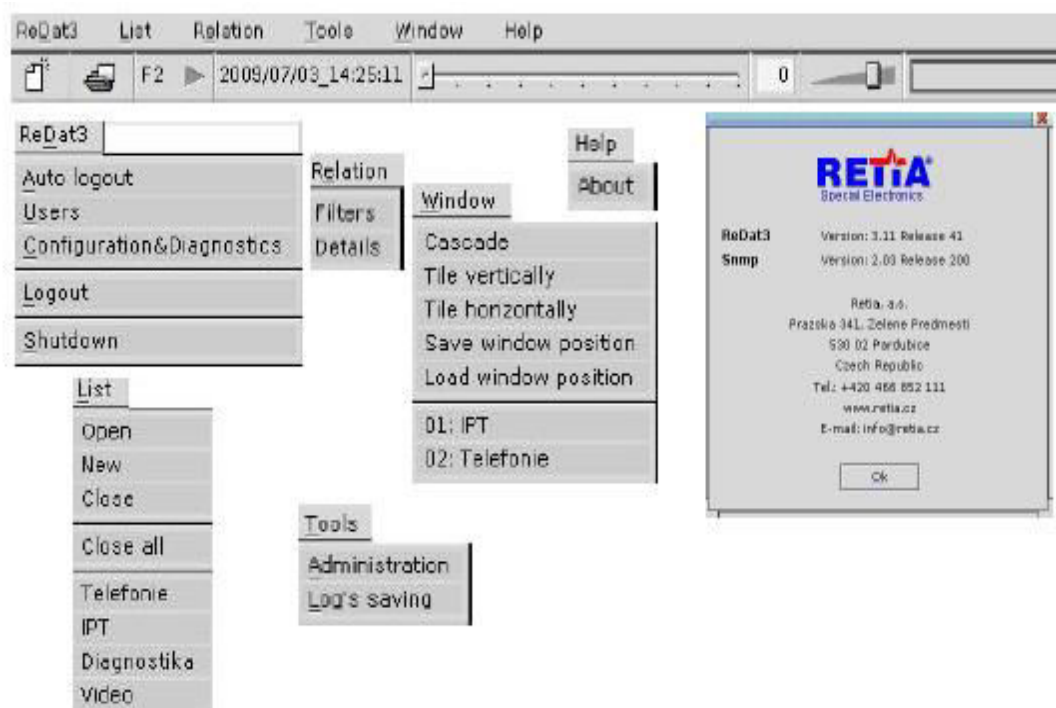 ReDat3 List Relation Tools Window Help
F2 2009/07/03_14:25:11 0
ReDat3
Auto logout
Users
Configuration&Diagnostics
Logout
Shutdown
Relation
Filters
Details
Window
Cascade
Tile vertically
Tile horizontally
Save window position
Load window position
01: IPT
02: Telefonie
Help
About
RETIA
Special Electronics
ReDat3 Version: 3.11 Release 41
Snmp Version: 2.03 Release 200
Retia, a.s.
Prazska 341, Zelene Predmesti
530 02 Pardubice
Czech Republic
Tel.: +420 466 852 111
www.retia.cz
E-mail: info@retia.cz
Ok
List
Open
New
Close
Close all
Telefonie
IPT
Diagnostika
Video
Tools
Administration
Log's saving